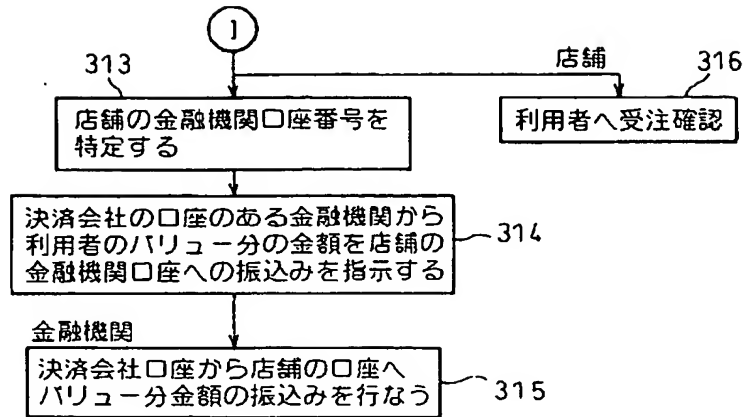 1
店舗
313
316
店舗の金融機関口座番号を
特定する
利用者へ受注確認
決済会社の口座のある金融機関から
利用者のバリュー分の金額を店舗の
金融機関口座への振込みを指示する
314
金融機関
決済会社口座から店舗の口座へ
バリュー分金額の振込みを行なう
315